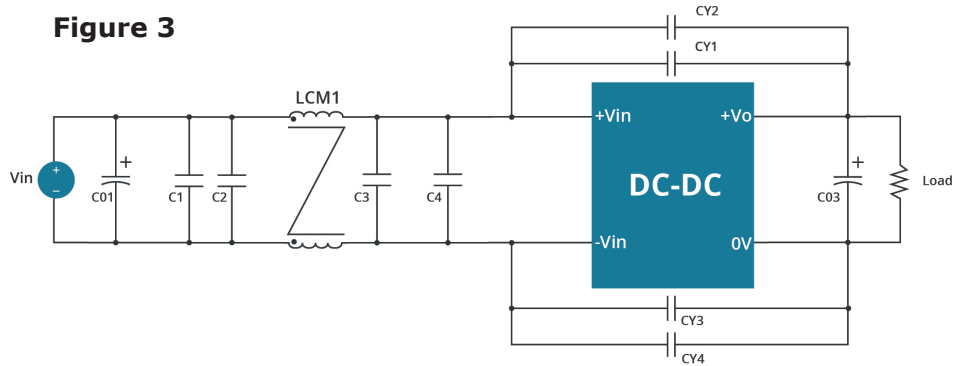 Figure 3
CY2
CY1
LCM1
+Vin
+Vo
+
+
+
Vin
−
C01
C1
C2
C3
C4
DC-DC
C03
Load
-Vin
0V
CY3
CY4